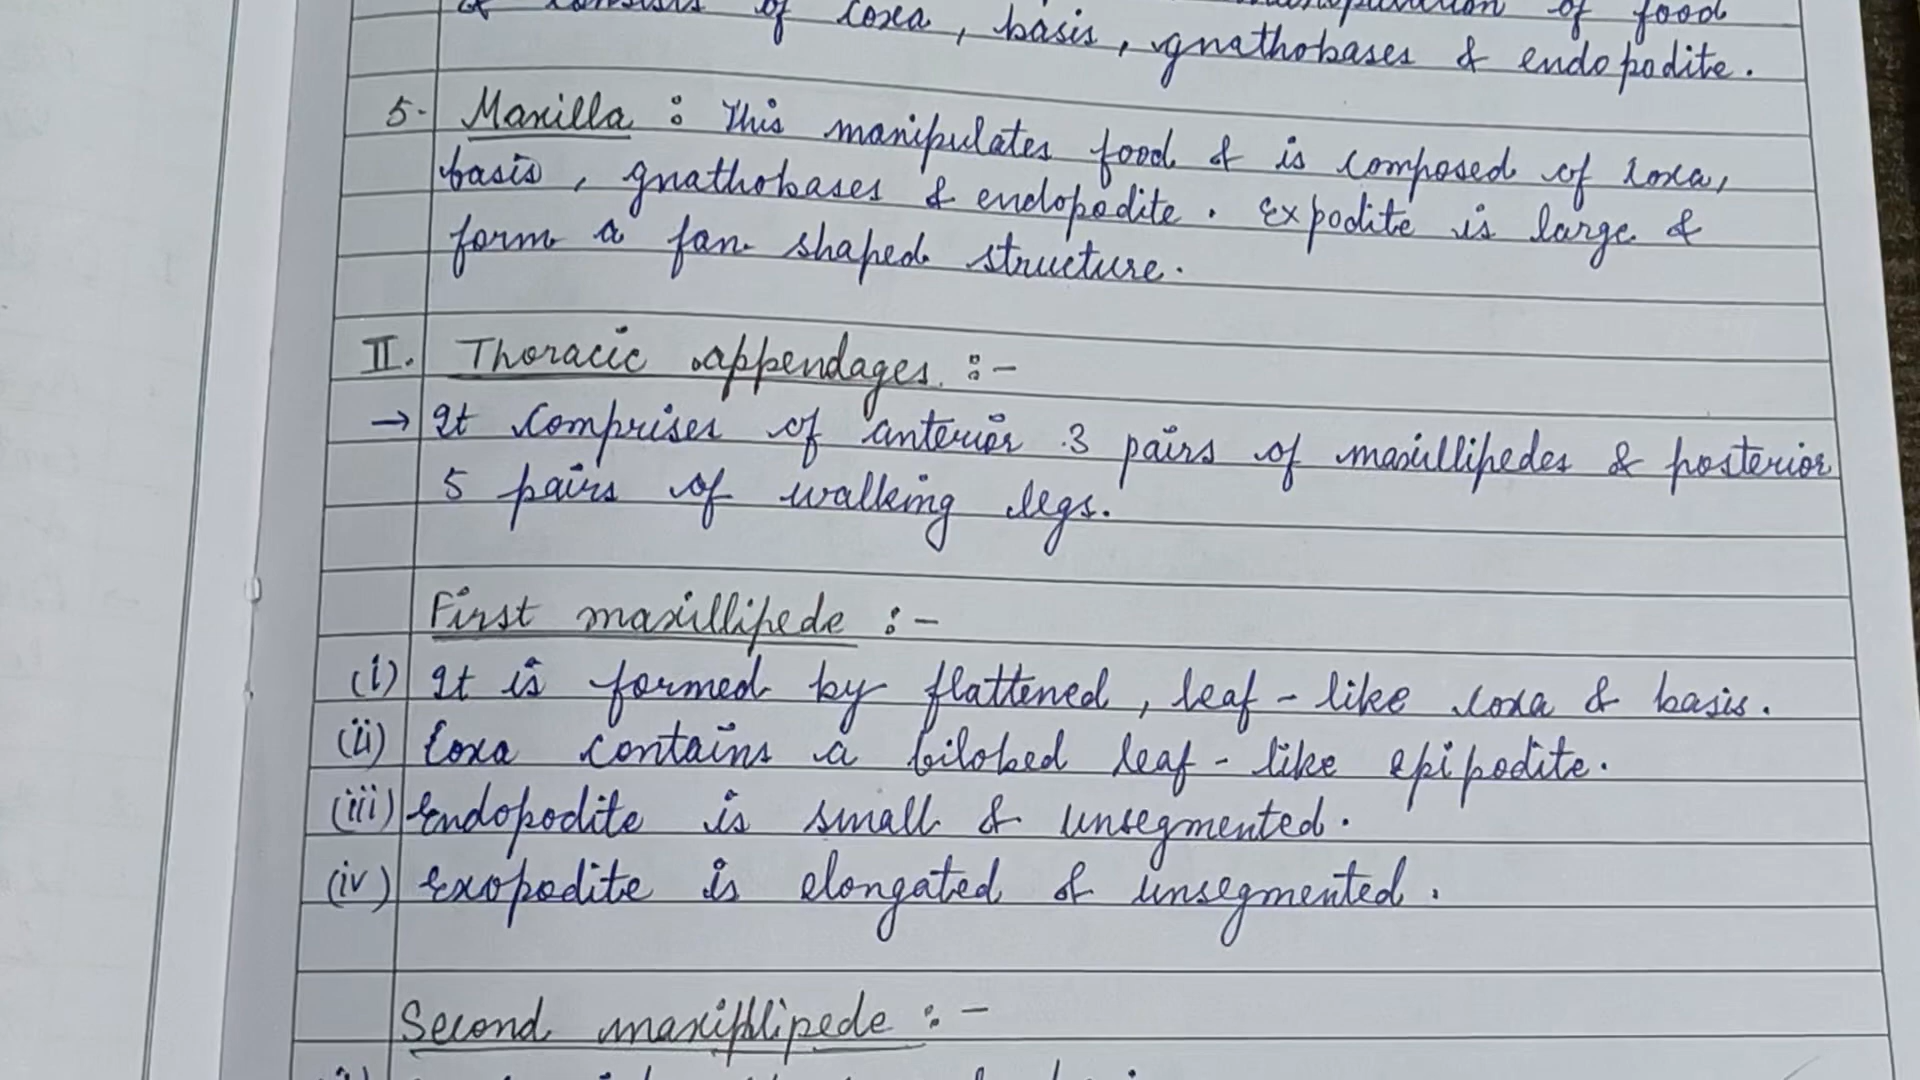 of food
of coxa, basis, gnathobases & endopodite.
5. Maxilla : This manipulates food & is composed of coxa,
basis, gnathobases & endopodite. Expodite is large &
form a fan shaped structure.
II. Thoracic appendages :-
→ It comprises of anterior 3 pairs of maxillipedes & posterior
5 pairs of walking legs.
First maxillipede :-
(i) It is formed by flattened, leaf-like coxa & basis.
(ii) Coxa contains a bilobed leaf-like epipodite.
(iii) Endopodite is small & unsegmented.
(iv) Exopodite is elongated & unsegmented.
Second maxillipede :-